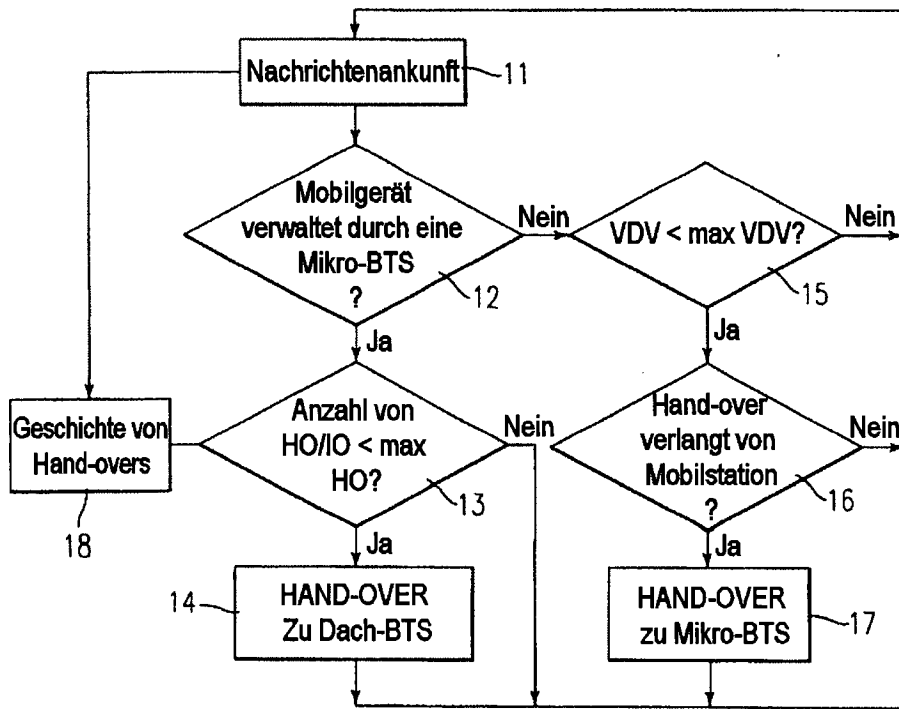 Nachrichtenankunft
11
Mobilgerät
verwaltet durch eine
Mikro-BTS
?
12
Nein
VDV < max VDV?
15
Nein
Ja
Ja
Geschichte von
Hand-overs
18
Anzahl von
HO/IO < max
HO?
13
Nein
Hand-over
verlangt von
Mobilstation
?
16
Nein
Ja
Ja
14
HAND-OVER
Zu Dach-BTS
HAND-OVER
zu Mikro-BTS
17